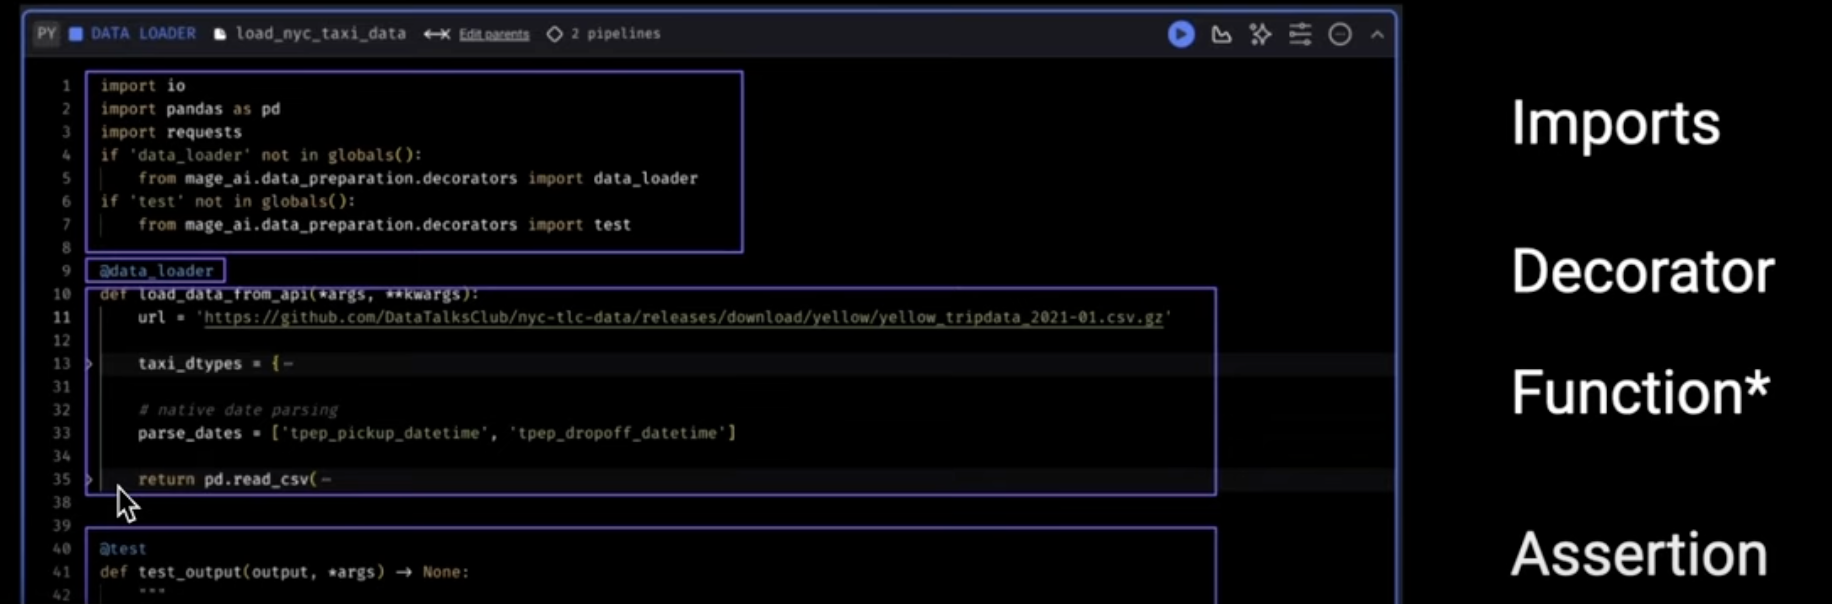 PY DATA LOADER load_nyc_taxi_data Edit parents 2 pipelines
1 import io
2 import pandas as pd
3 import requests
4 if 'data_loader' not in globals():
5 from mage_ai.data_preparation.decorators import data_loader
6 if 'test' not in globals():
7 from mage_ai.data_preparation.decorators import test
8
9 @data_loader
10 def load_data_from_api(*args, **kwargs):
11 url = 'https://github.com/DataTalksClub/nyc-tlc-data/releases/download/yellow/yellow_tripdata_2021-01.csv.gz'
12
13 taxi_dtypes = {⋯
31
32 # native date parsing
33 parse_dates = ['tpep_pickup_datetime', 'tpep_dropoff_datetime']
34
35 return pd.read_csv(⋯
38
39
40 @test
41 def test_output(output, *args) → None:
42 """
Imports
Decorator
Function*
Assertion